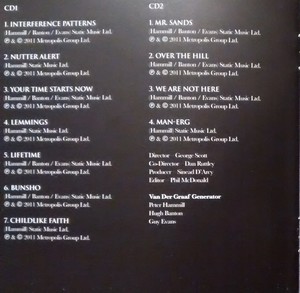 CD1
1. INTERFERENCE PATTERNS
(Hammill / Banton / Evans) Static Music Ltd.
℗ & © 2011 Metropolis Group Ltd.
2. NUTTER ALERT
(Hammill) Static Music Ltd.
℗ & © 2011 Metropolis Group Ltd.
3. YOUR TIME STARTS NOW
(Hammill) Static Music Ltd.
℗ & © 2011 Metropolis Group Ltd.
4. LEMMINGS
(Hammill) Static Music Ltd.
℗ & © 2011 Metropolis Group Ltd.
5. LIFETIME
(Hammill / Banton / Evans) Static Music Ltd.
℗ & © 2011 Metropolis Group Ltd.
6. BUNSHO
(Hammill / Banton / Evans) Static Music Ltd.
℗ & © 2011 Metropolis Group Ltd.
7. CHILDLIKE FAITH
(Hammill) Static Music Ltd.
℗ & © 2011 Metropolis Group Ltd.
CD2
1. MR. SANDS
(Hammill / Banton / Evans) Static Music Ltd.
℗ & © 2011 Metropolis Group Ltd.
2. OVER THE HILL
(Hammill / Banton / Evans) Static Music Ltd.
℗ & © 2011 Metropolis Group Ltd.
3. WE ARE NOT HERE
(Hammill / Banton / Evans) Static Music Ltd.
℗ & © 2011 Metropolis Group Ltd.
4. MAN-ERG
(Hammill) Static Music Ltd.
℗ & © 2011 Metropolis Group Ltd.
Director George Scott
Co-Director Dan Rattley
Producer Sinead D'Arcy
Editor Phil McDonald
Van Der Graaf Generator
Peter Hammill
Hugh Banton
Guy Evans